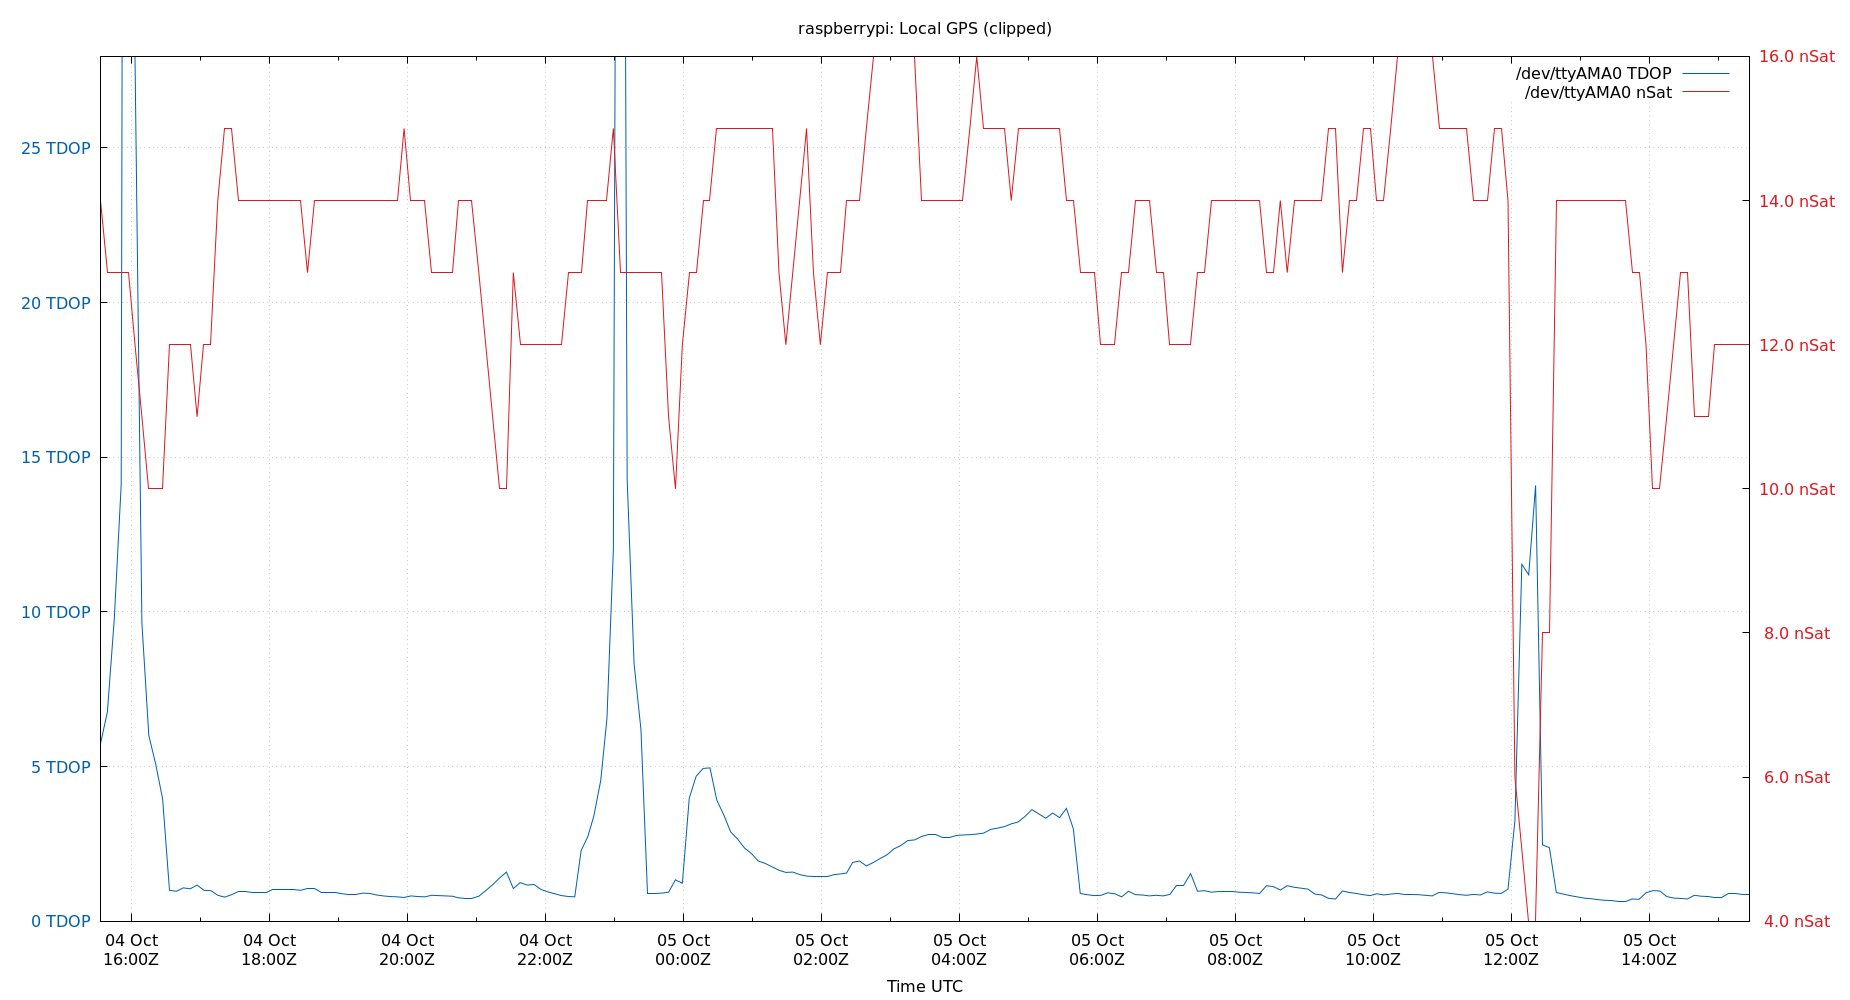 raspberrypi: Local GPS (clipped)
/dev/ttyAMA0 TDOP
/dev/ttyAMA0 nSat
25 TDOP
20 TDOP
15 TDOP
10 TDOP
5 TDOP
0 TDOP
16.0 nSat
14.0 nSat
12.0 nSat
10.0 nSat
8.0 nSat
6.0 nSat
4.0 nSat
04 Oct 04 Oct 04 Oct 04 Oct 05 Oct 05 Oct 05 Oct 05 Oct 05 Oct 05 Oct 05 Oct 05 Oct
16:00Z 18:00Z 20:00Z 22:00Z 00:00Z 02:00Z 04:00Z 06:00Z 08:00Z 10:00Z 12:00Z 14:00Z
Time UTC